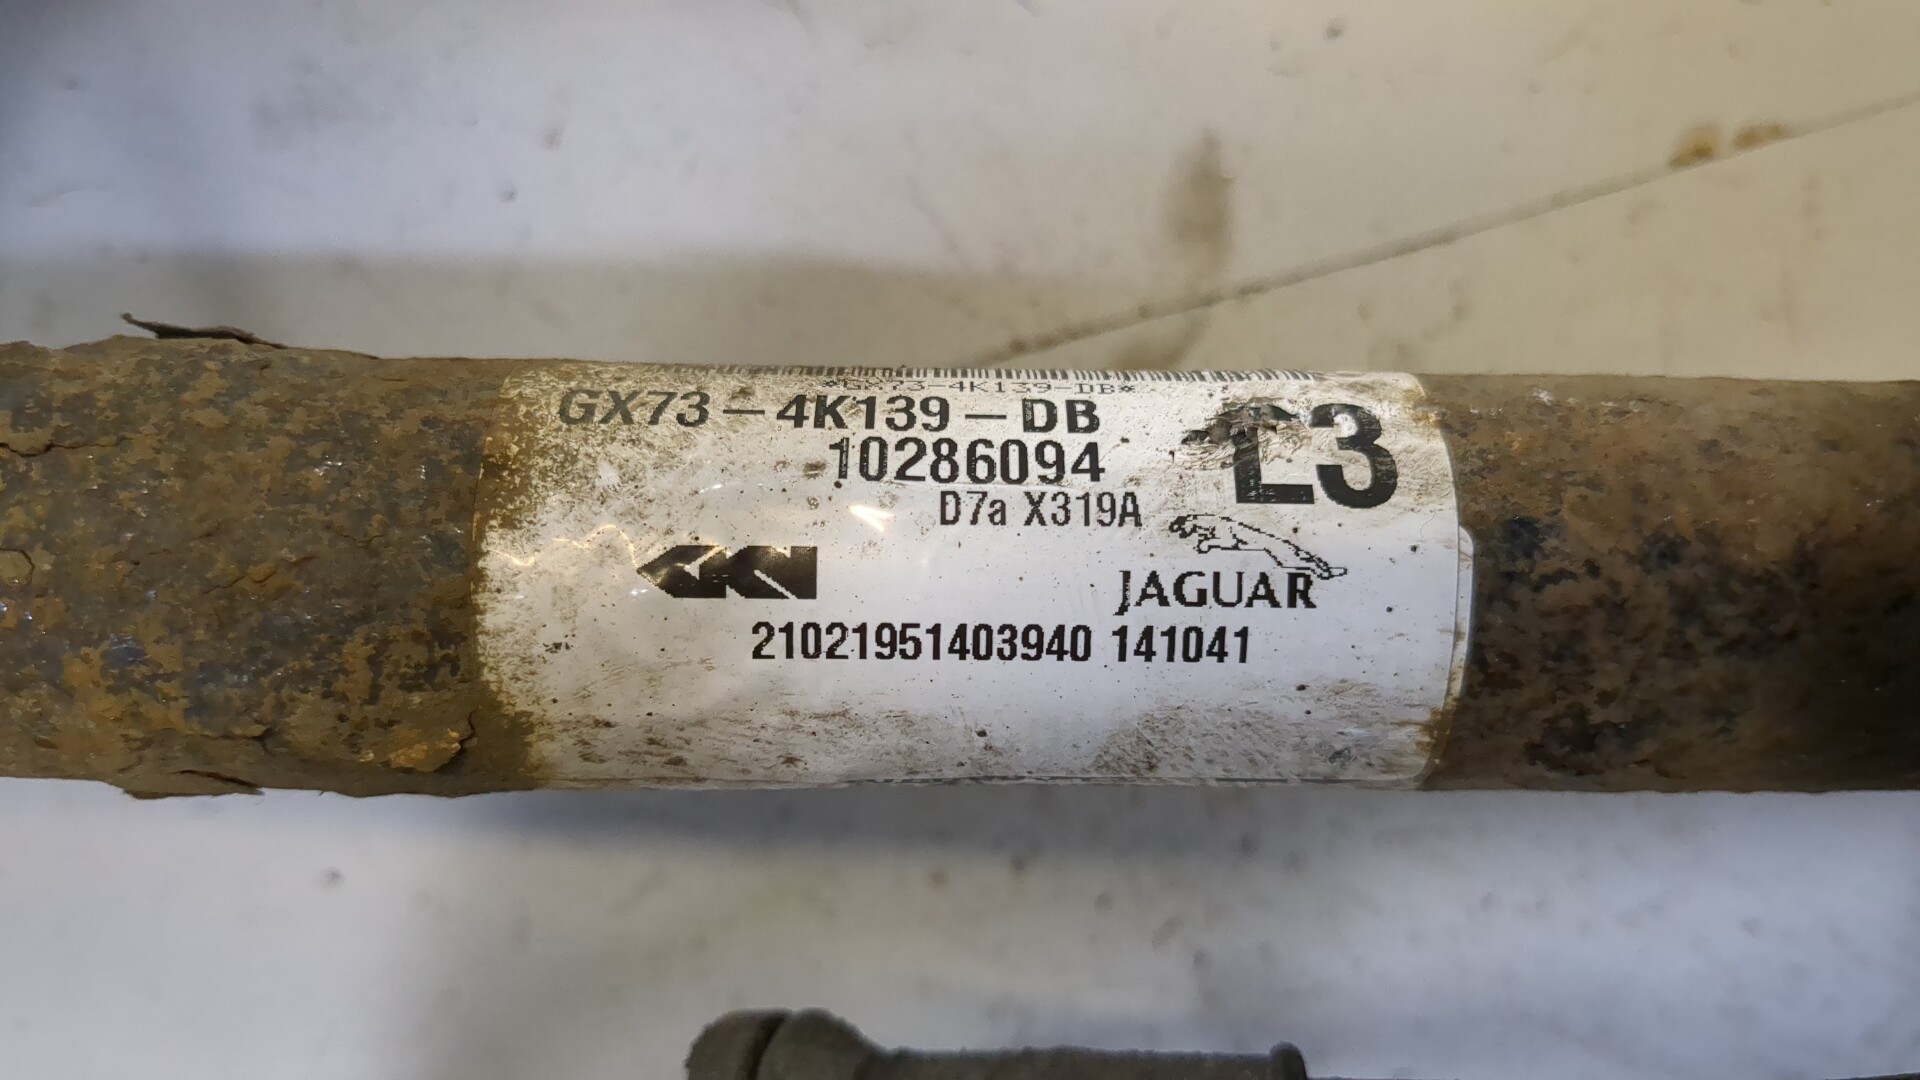 *GX73-4K139-DB*
GX73-4K139-DB
L3
10286094
D7a X319A
GKN
JAGUAR
21021951403940 141041